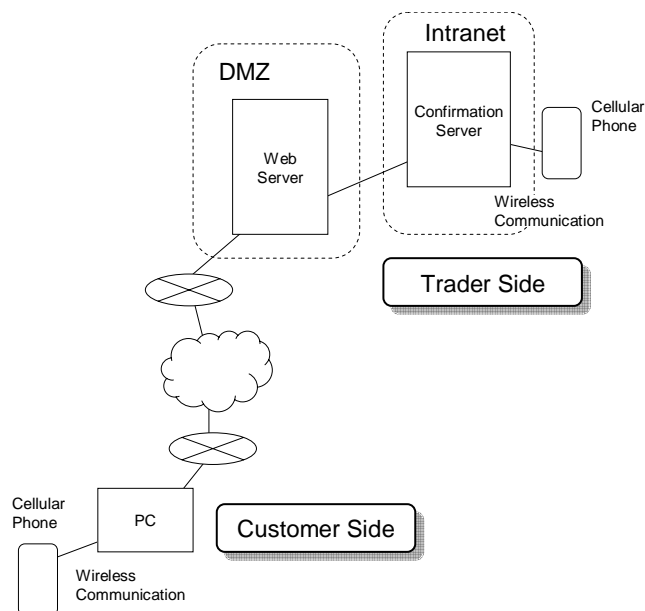 Intranet
DMZ
Confirmation
Server
Cellular
Phone
Web
Server
Wireless
Communication
Trader Side
PC
Customer Side
Cellular
Phone
Wireless
Communication